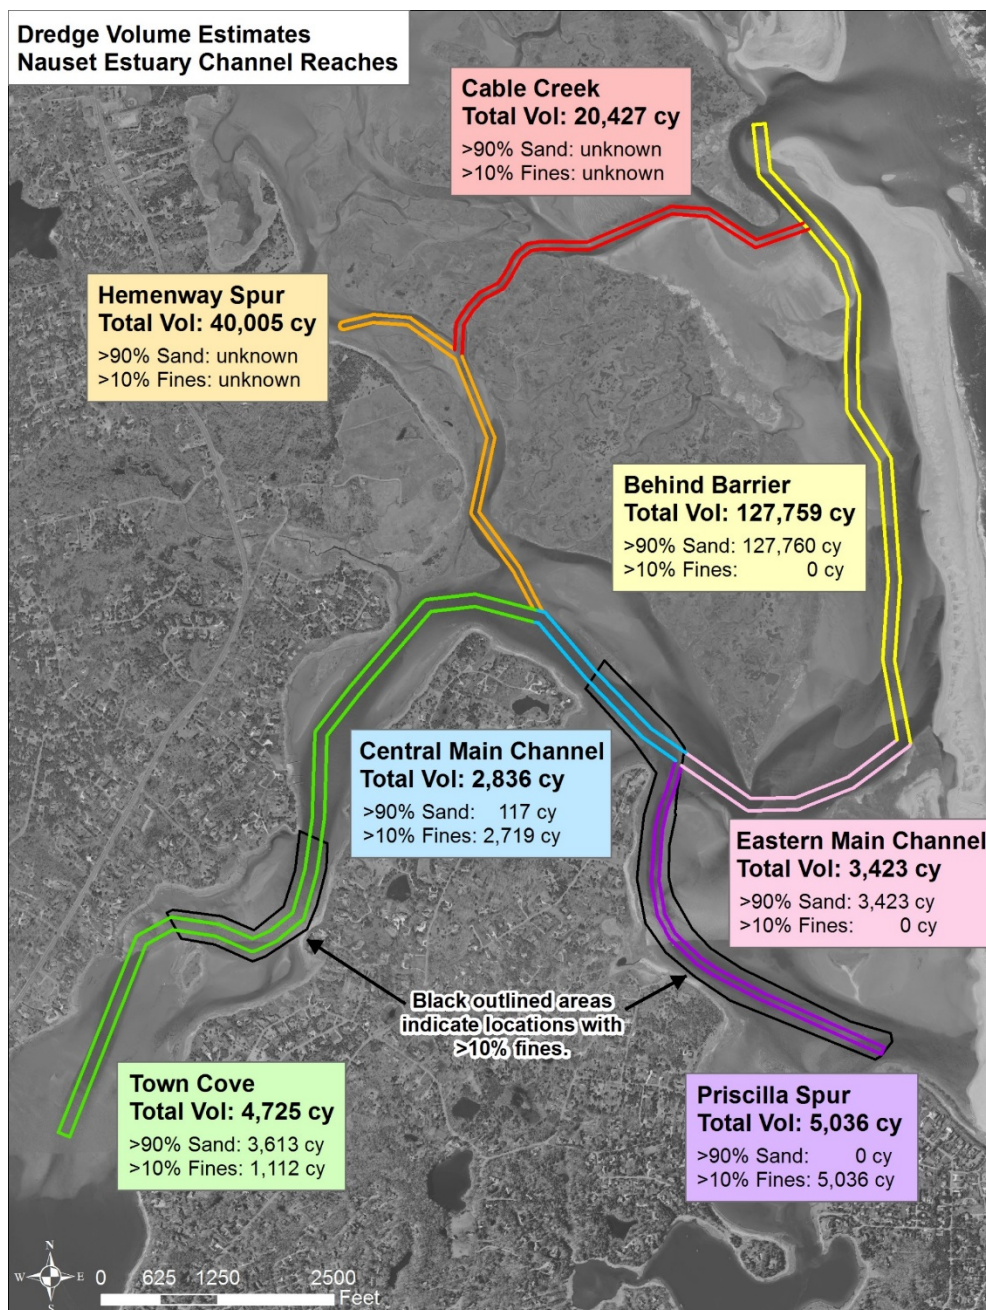 Dredge Volume Estimates
Nauset Estuary Channel Reaches
Cable Creek
Total Vol: 20,427 cy
>90% Sand: unknown
>10% Fines: unknown
Hemenway Spur
Total Vol: 40,005 cy
>90% Sand: unknown
>10% Fines: unknown
Behind Barrier
Total Vol: 127,759 cy
>90% Sand: 127,760 cy
>10% Fines: 0 cy
Central Main Channel
Total Vol: 2,836 cy
>90% Sand: 117 cy
>10% Fines: 2,719 cy
Eastern Main Channel
Total Vol: 3,423 cy
>90% Sand: 3,423 cy
>10% Fines: 0 cy
Black outlined areas
indicate locations with
>10% fines.
Town Cove
Total Vol: 4,725 cy
>90% Sand: 3,613 cy
>10% Fines: 1,112 cy
Priscilla Spur
Total Vol: 5,036 cy
>90% Sand: 0 cy
>10% Fines: 5,036 cy
N
W E
S
0 625 1250 2500
Feet